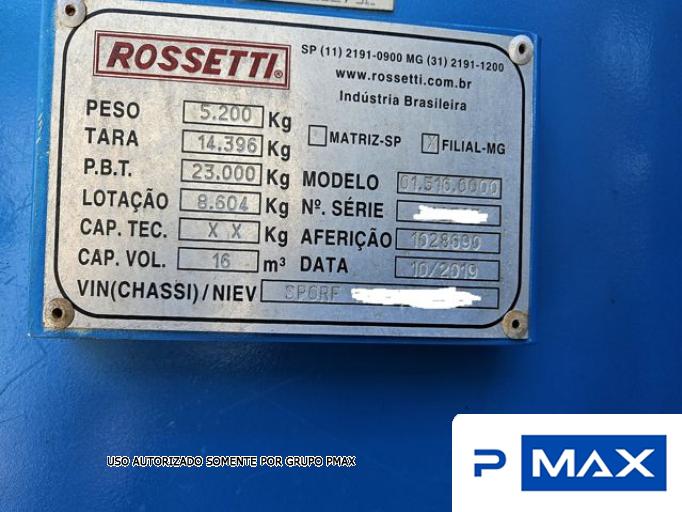 ROSSETTI®
SP (11) 2191-0900 MG (31) 2191-1200
www.rossetti.com.br
Indústria Brasileira
PESO 5.200 Kg
TARA 14.396 Kg
MATRIZ-SP X FILIAL-MG
P.B.T. 23.000 Kg
MODELO 01.516.0000
LOTAÇÃO 8.604 Kg
Nº. SÉRIE
CAP. TEC. X X Kg
AFERIÇÃO 1628690
CAP. VOL. 16 m³
DATA 10/2019
VIN(CHASSI)/NIEV SPGRF
USO AUTORIZADO SOMENTE POR GRUPO PMAX
P MAX